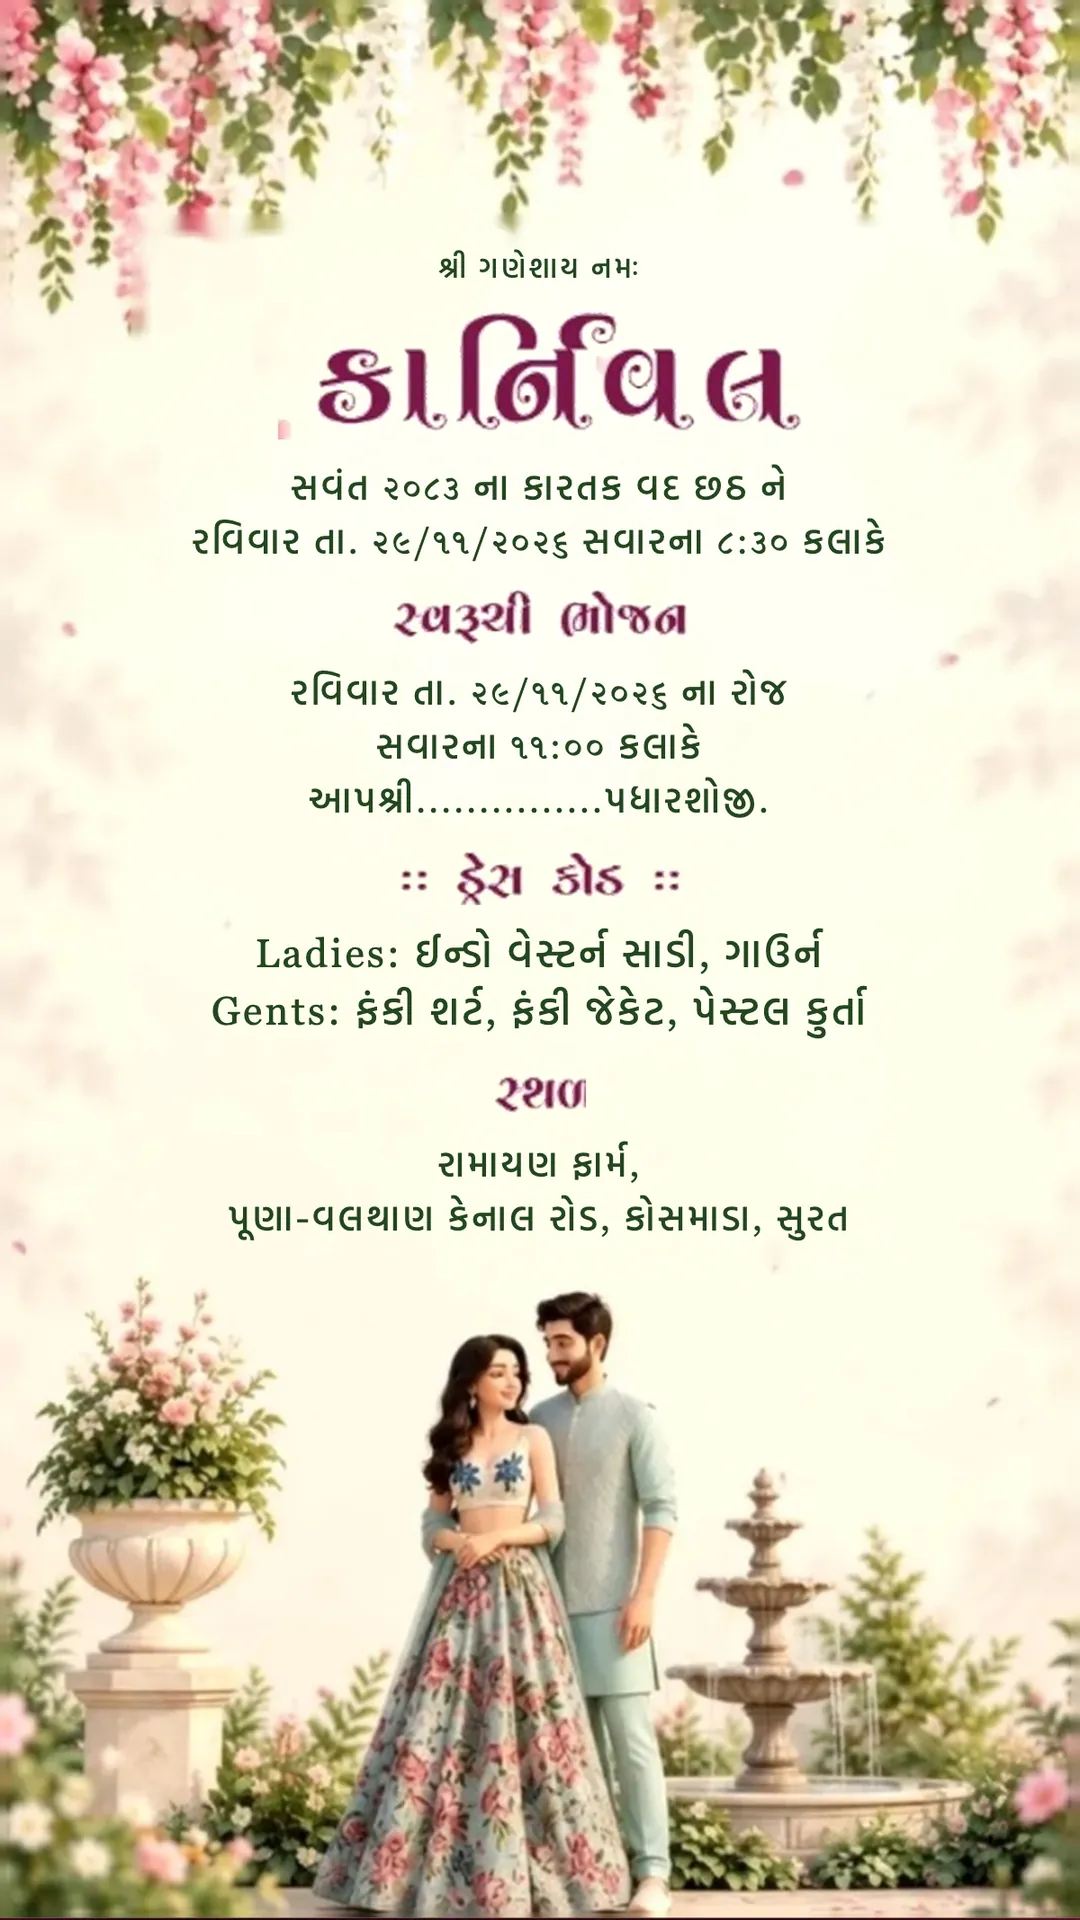 શ્રી ગણેશાય નમઃ
કાર્નિવલ
સવંત ૨૦૮૩ ના કારતક વદ છઠ ને
રવિવાર તા. ૨૯/૧૧/૨૦૨૬ સવારના ૮:૩૦ કલાકે
સ્વરૂચી ભોજન
રવિવાર તા. ૨૯/૧૧/૨૦૨૬ ના રોજ
સવારના ૧૧:૦૦ કલાકે
આપશ્રી...............પધારશોજી.
:: ડ્રેસ કોડ ::
Ladies: ઈન્ડો વેસ્ટર્ન સાડી, ગાઉર્ન
Gents: ફંકી શર્ટ, ફંકી જેકેટ, પેસ્ટલ કુર્તા
સ્થળ
રામાયણ ફાર્મ,
પૂણા-વલથાણ કેનાલ રોડ, કોસમાડા, સુરત